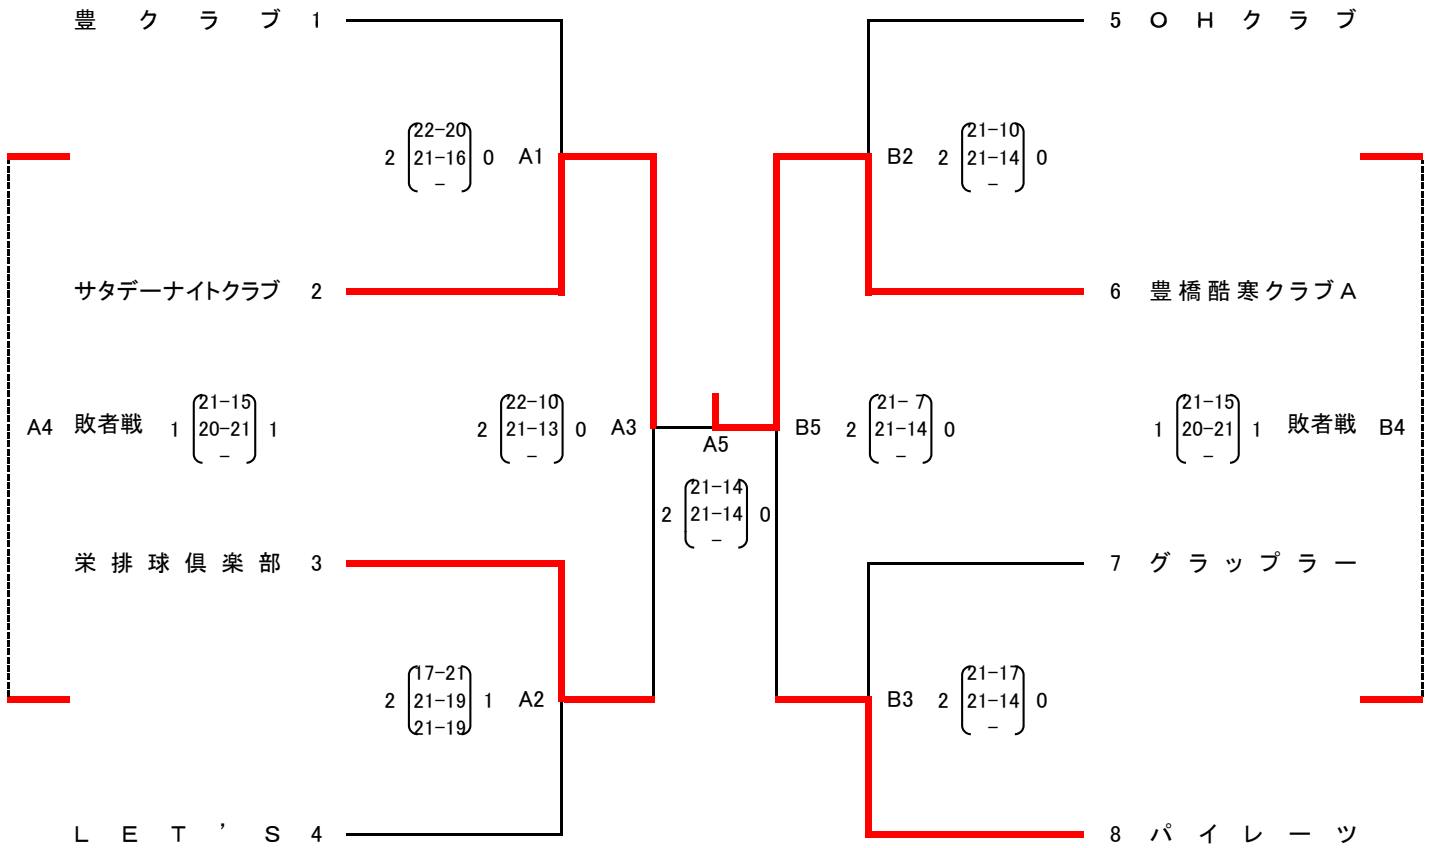 豊クラブ 1
5 OHクラブ
2 22-20 0 A1
21-16
-
B2 2 21-10 0
21-14
-
サタデーナイトクラブ 2
6 豊橋酷寒クラブA
A4 敗者戦 1 21-15 1
20-21
-
2 22-10 0 A3
21-13
-
A5
2 21-14 0
21-14
-
B5 2 21- 7 0
21-14
-
1 21-15 1 敗者戦 B4
20-21
-
栄排球倶楽部 3
7 グラップラー
2 17-21 1 A2
21-19
21-19
B3 2 21-17 0
21-14
-
LET'S 4
8 パイレーツ